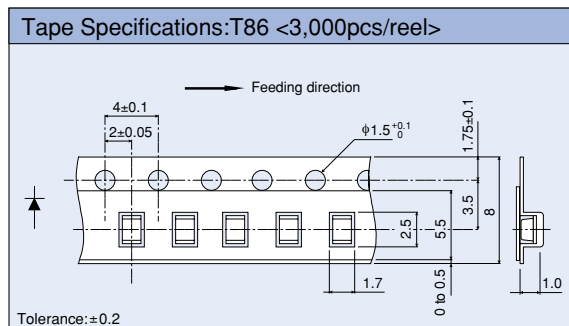 Tape Specifications:T86 <3,000pcs/reel>
Feeding direction
4±0.1
2±0.05
φ1.5 +0.1 0
1.75±0.1
3.5
8
2.5
5.5
1.7
0 to 0.5
1.0
Tolerance:±0.2